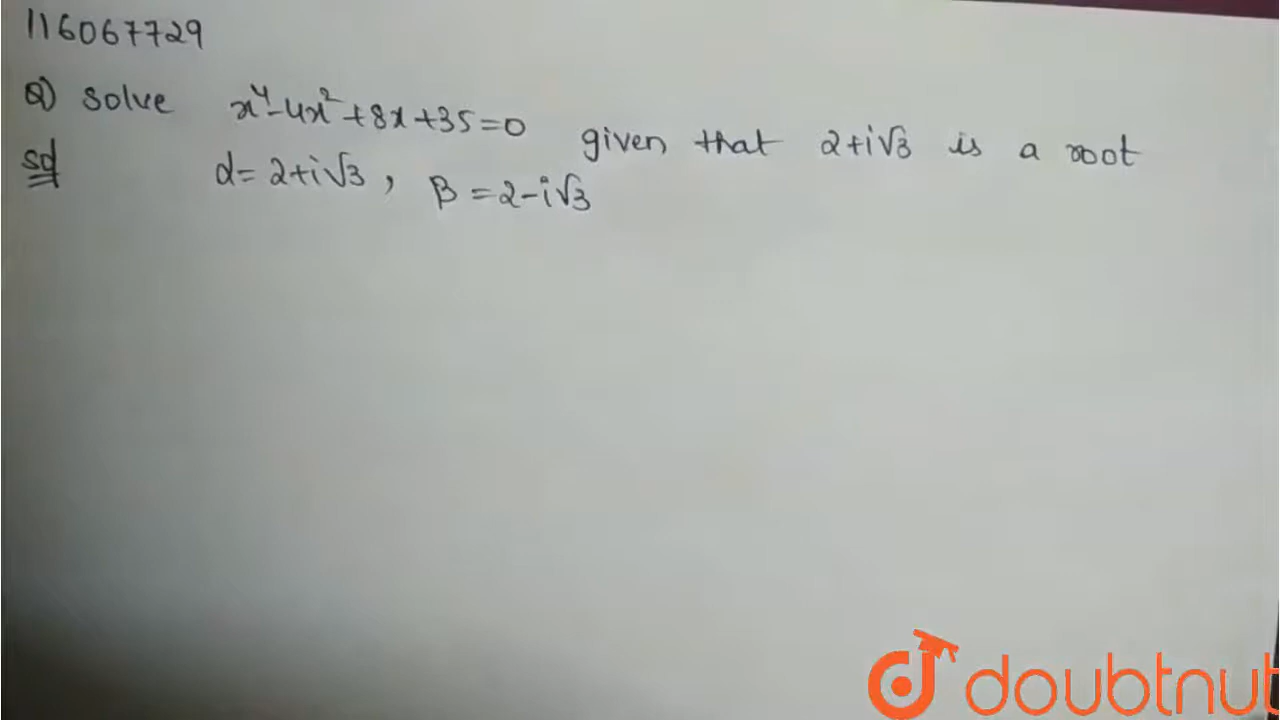 116067729
Q) solve x⁴-4x²+8x+35=0 given that 2+i√3 is a root
Sol α=2+i√3, β=2-i√3
doubtnut